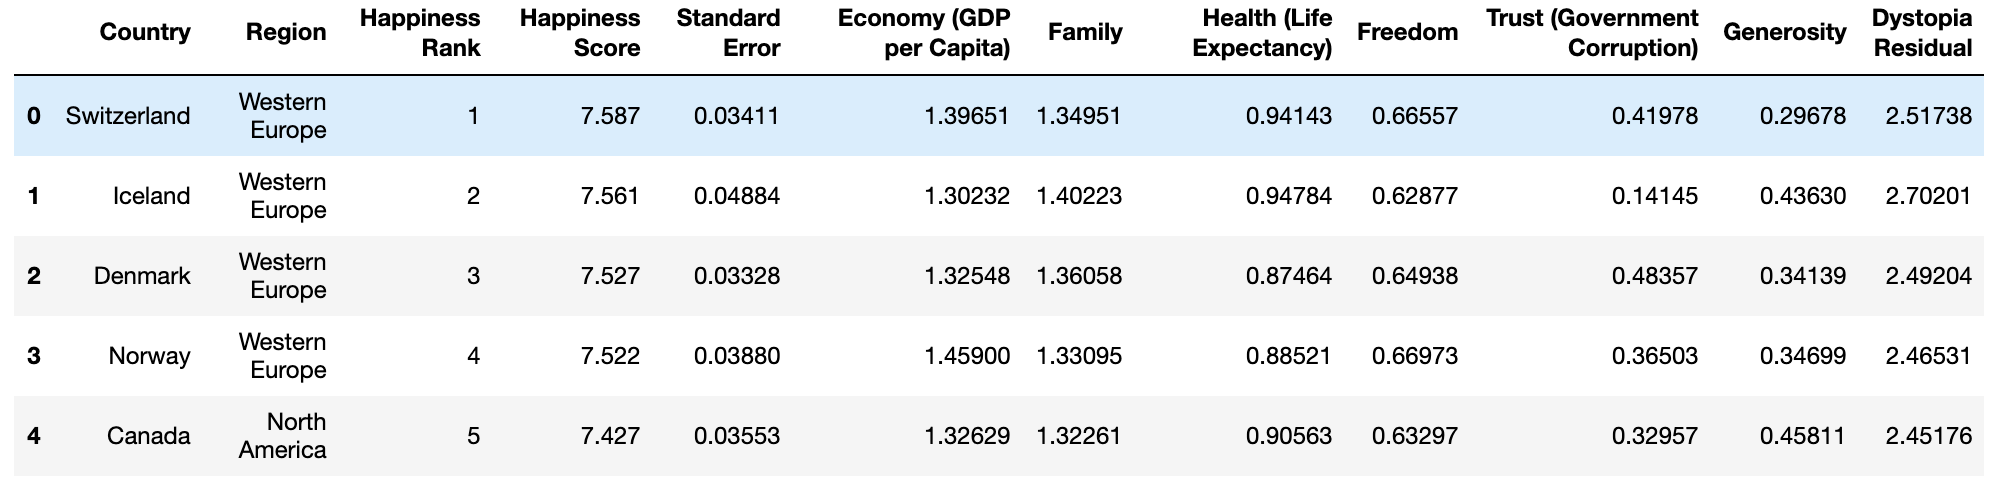 Country Region Happiness Rank Happiness Score Standard Error Economy (GDP per Capita) Family Health (Life Expectancy) Freedom Trust (Government Corruption) Generosity Dystopia Residual
0 Switzerland Western Europe 1 7.587 0.03411 1.39651 1.34951 0.94143 0.66557 0.41978 0.29678 2.51738
1 Iceland Western Europe 2 7.561 0.04884 1.30232 1.40223 0.94784 0.62877 0.14145 0.43630 2.70201
2 Denmark Western Europe 3 7.527 0.03328 1.32548 1.36058 0.87464 0.64938 0.48357 0.34139 2.49204
3 Norway Western Europe 4 7.522 0.03880 1.45900 1.33095 0.88521 0.66973 0.36503 0.34699 2.46531
4 Canada North America 5 7.427 0.03553 1.32629 1.32261 0.90563 0.63297 0.32957 0.45811 2.45176